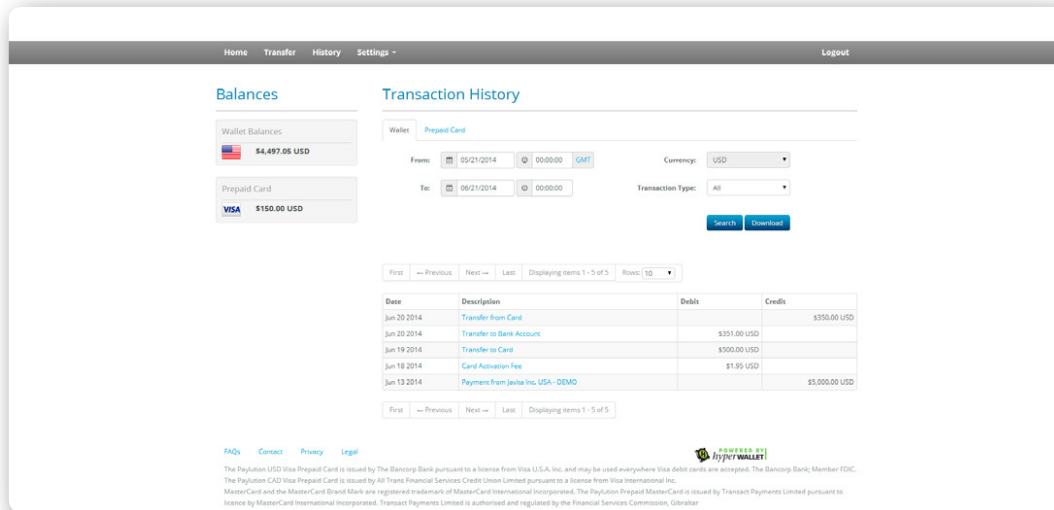 Home Transfer History Settings Logout
Balances
Wallet Balances
$4,497.05 USD
Prepaid Card
VISA $150.00 USD
Transaction History
Wallet Prepaid Card
From: 05/21/2014 00:00:00 GMT Currency: USD
To: 06/21/2014 00:00:00 Transaction Type: All
Search Download
First ← Previous Next → Last Displaying items 1 - 5 of 5 Rows: 10
Date Description Debit Credit
Jun 20 2014 Transfer from Card $350.00 USD
Jun 20 2014 Transfer to Bank Account $351.00 USD
Jun 19 2014 Transfer to Card $500.00 USD
Jun 18 2014 Card Activation Fee $1.95 USD
Jun 13 2014 Payment from Javisa Inc. USA - DEMO $5,000.00 USD
First ← Previous Next → Last Displaying items 1 - 5 of 5
FAQs Contact Privacy Legal
POWERED BY
hyperWALLET
The Paylution USD Visa Prepaid Card is issued by The Bancorp Bank pursuant to a license from Visa U.S.A. Inc. and may be used everywhere Visa debit cards are accepted. The Bancorp Bank; Member FDIC.
The Paylution CAD Visa Prepaid Card is issued by All Trans Financial Services Credit Union Limited pursuant to a license from Visa International Inc.
MasterCard and the MasterCard Brand Mark are registered trademark of MasterCard International Incorporated. The Paylution Prepaid MasterCard is issued by Transact Payments Limited pursuant to
licence by MasterCard International Incorporated. Transact Payments Limited is authorised and regulated by the Financial Services Commission, Gibraltar